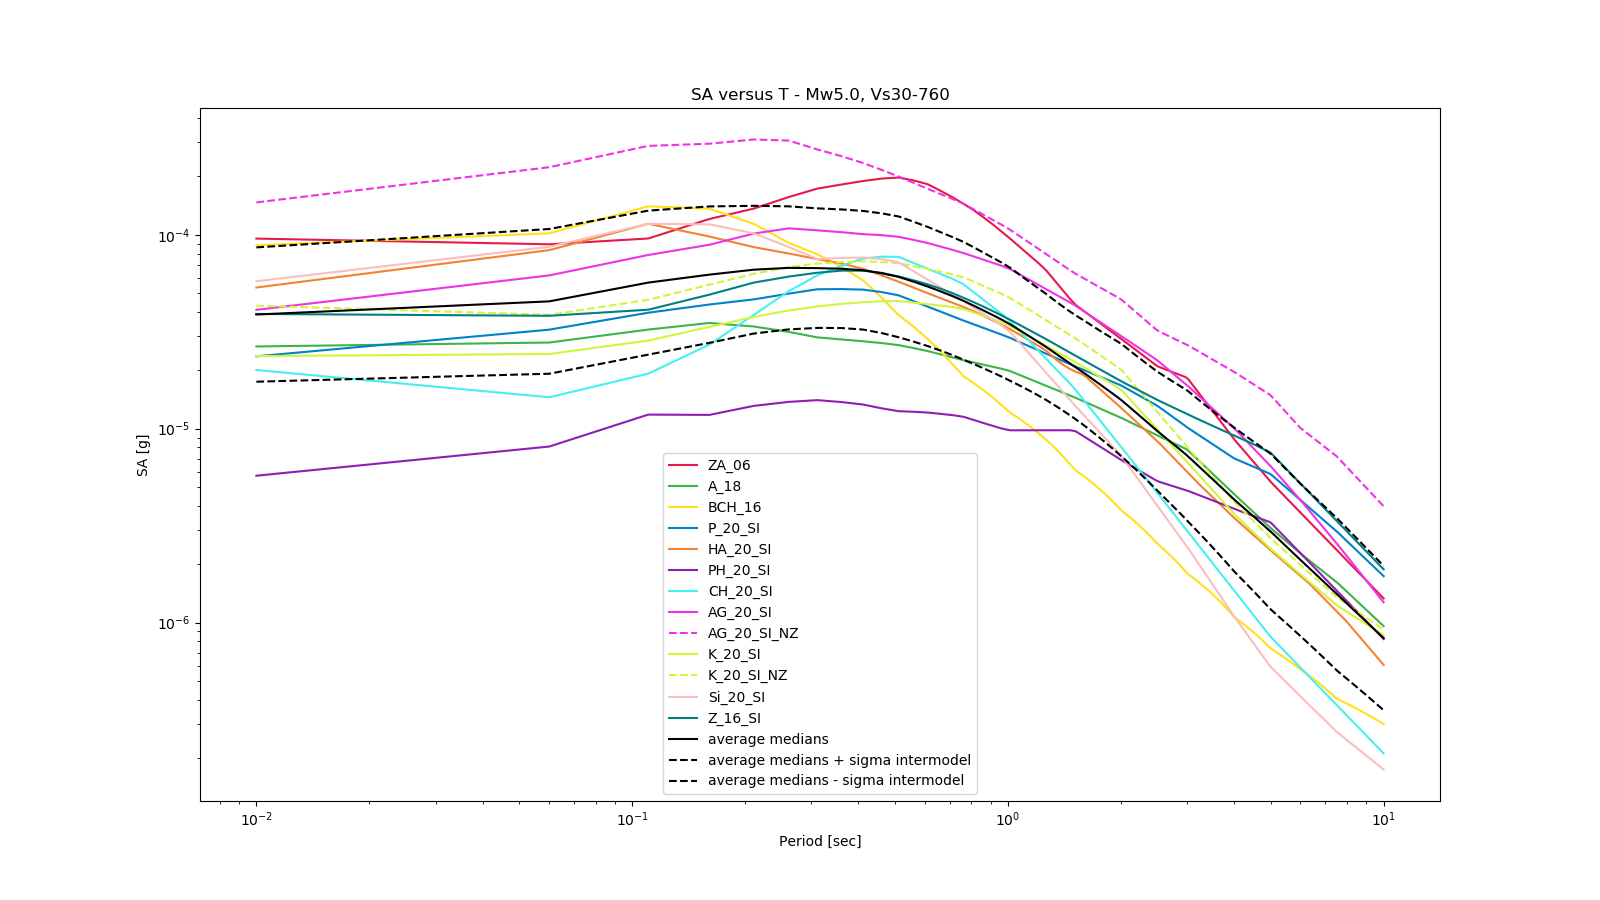 SA versus T - Mw5.0, Vs30-760
SA [g]
10⁻⁴
10⁻⁵
10⁻⁶
ZA_06
A_18
BCH_16
P_20_SI
HA_20_SI
PH_20_SI
CH_20_SI
AG_20_SI
AG_20_SI_NZ
K_20_SI
K_20_SI_NZ
Si_20_SI
Z_16_SI
average medians
average medians + sigma intermodel
average medians - sigma intermodel
10⁻² 10⁻¹ 10⁰ 10¹
Period [sec]